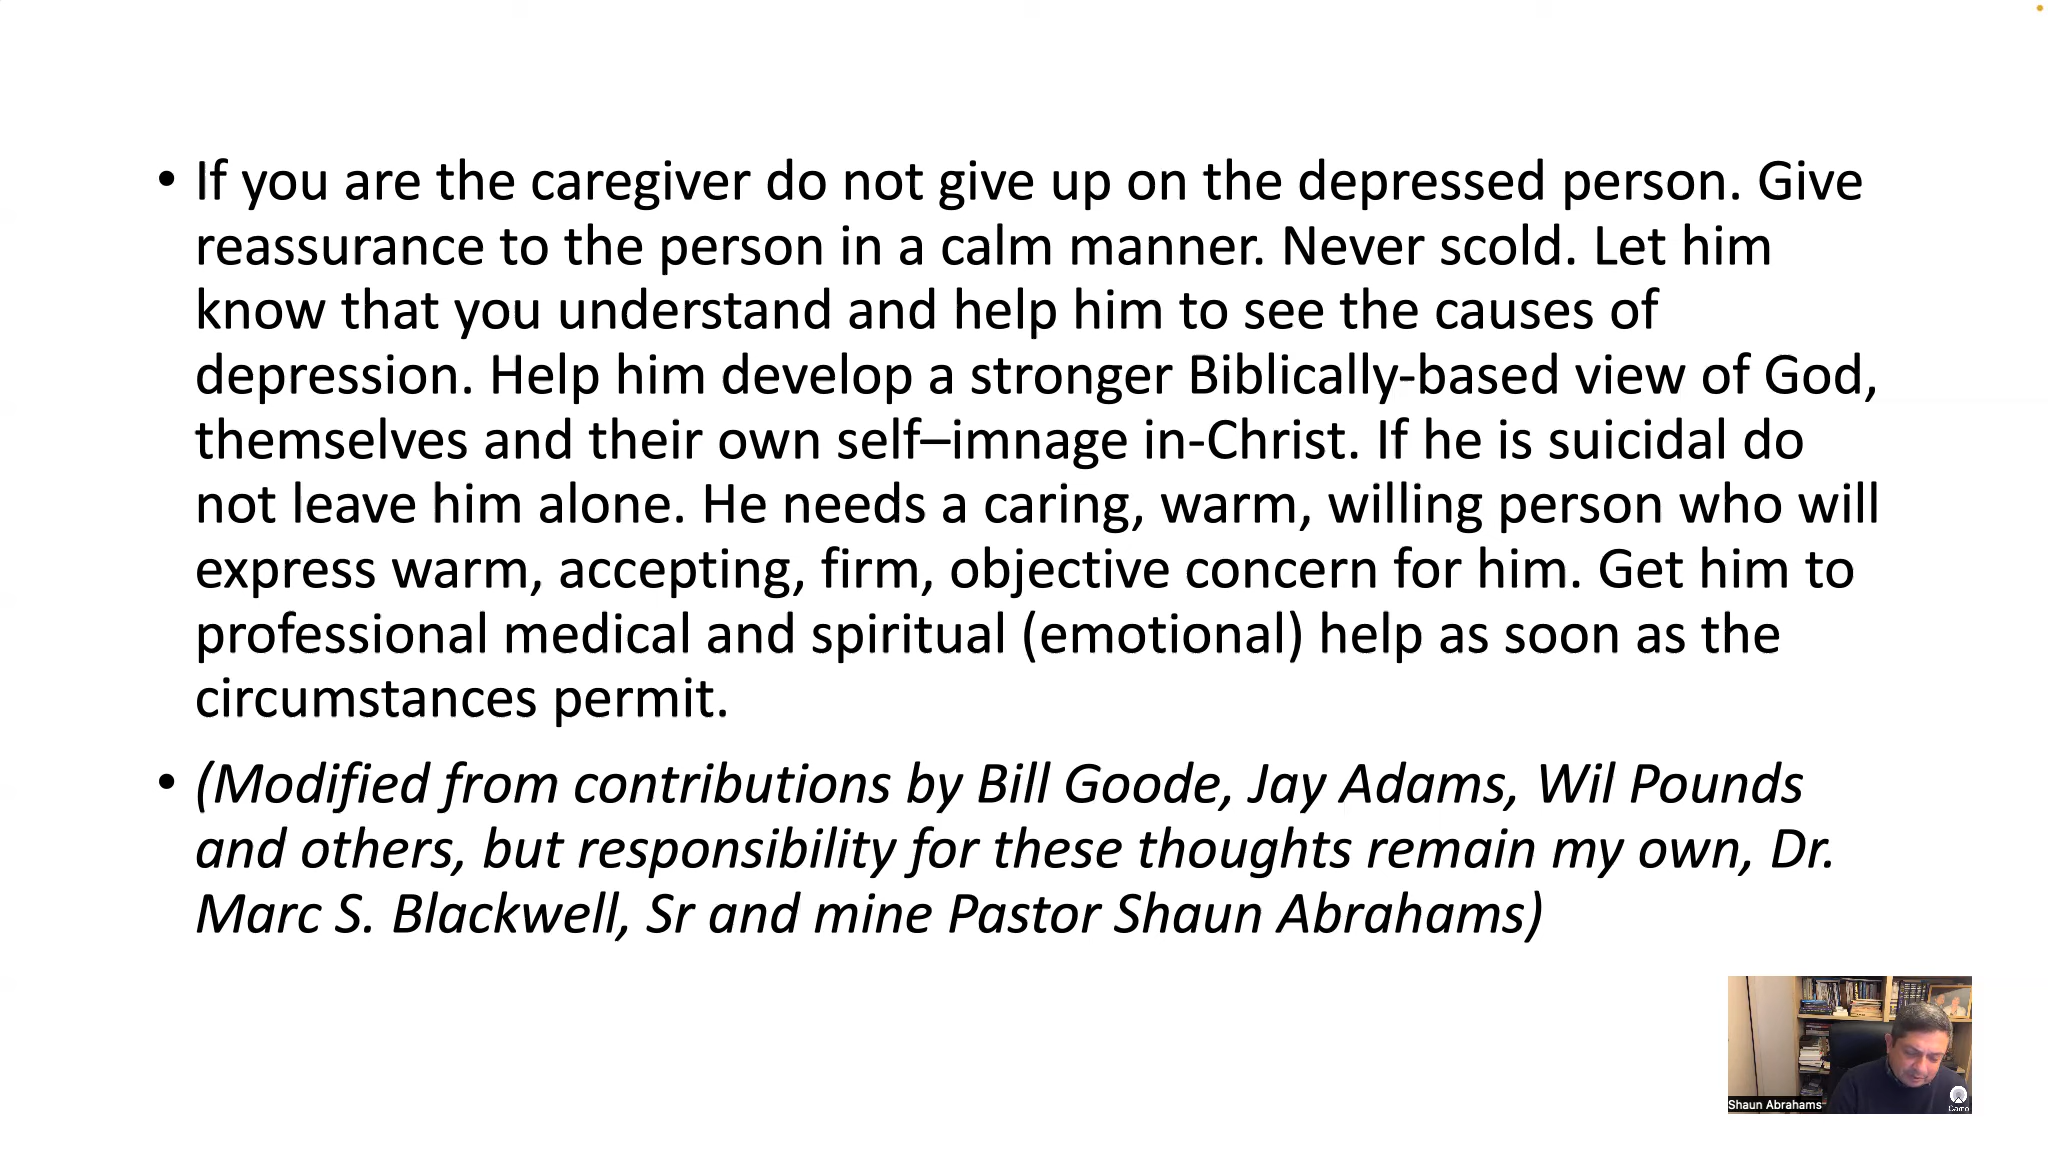 • If you are the caregiver do not give up on the depressed person. Give
reassurance to the person in a calm manner. Never scold. Let him
know that you understand and help him to see the causes of
depression. Help him develop a stronger Biblically-based view of God,
themselves and their own self–imnage in-Christ. If he is suicidal do
not leave him alone. He needs a caring, warm, willing person who will
express warm, accepting, firm, objective concern for him. Get him to
professional medical and spiritual (emotional) help as soon as the
circumstances permit.
• (Modified from contributions by Bill Goode, Jay Adams, Wil Pounds
and others, but responsibility for these thoughts remain my own, Dr.
Marc S. Blackwell, Sr and mine Pastor Shaun Abrahams)
Shaun Abrahams
Camo